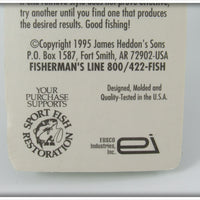 try another until you find one that produces
the desired results. Good fishing!
©Copyright 1995 James Heddon's Sons
P.O. Box 1587, Fort Smith, AR 72902-USA
FISHERMAN'S LINE 800/422-FISH
YOUR
PURCHASE
SUPPORTS
SPORT FISH
RESTORATION
Designed, Molded and
Quality-Tested in the U.S.A.
EBSCO
Industries,
Inc.
ei